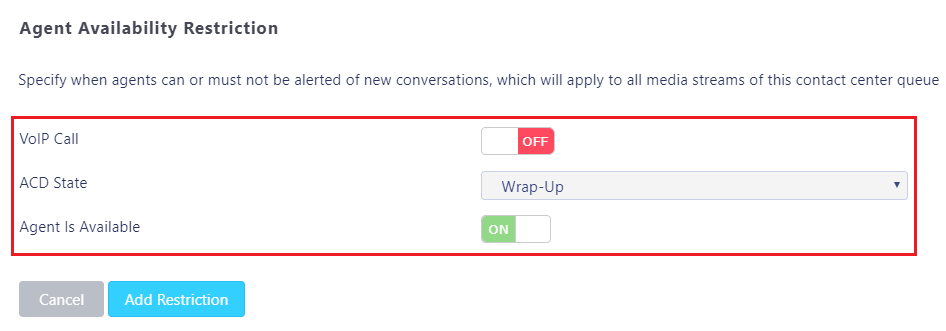 Agent Availability Restriction
Specify when agents can or must not be alerted of new conversations, which will apply to all media streams of this contact center queue
VoIP Call OFF
ACD State Wrap-Up
Agent Is Available ON
Cancel Add Restriction